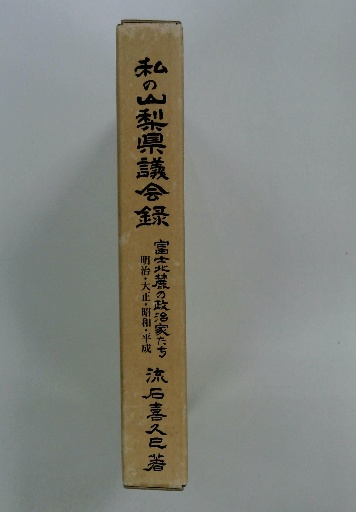 私の山梨県議会録
富士北麓の政治家たち
明治・大正・昭和・平成
流石喜久巳著